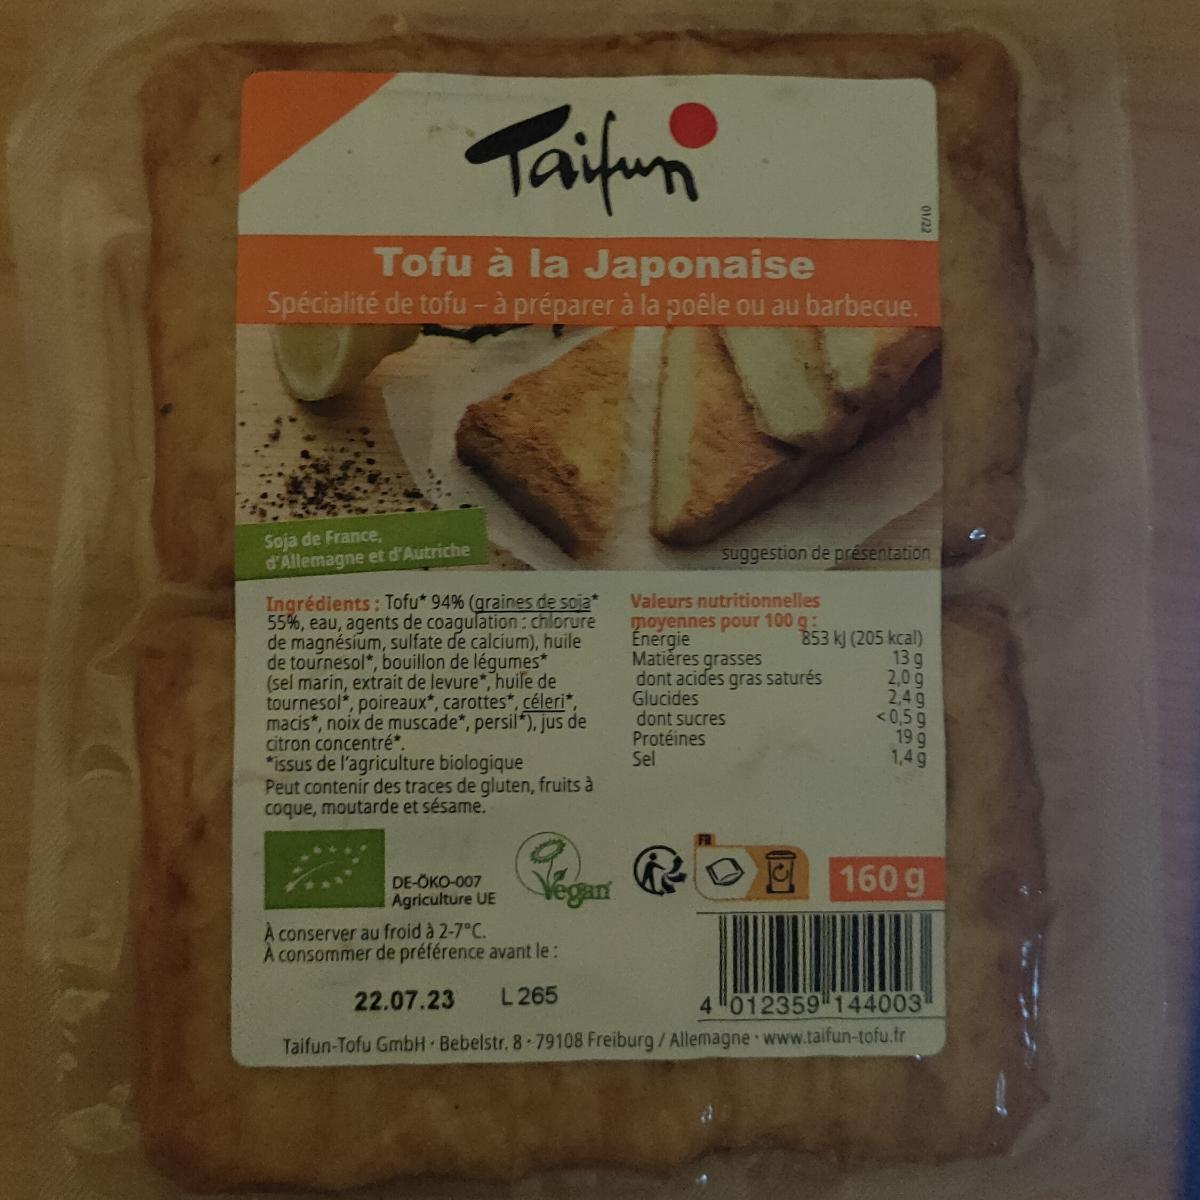 Taifun
01/22
Tofu à la Japonaise
Spécialité de tofu – à préparer à la poêle ou au barbecue.
Soja de France,
d'Allemagne et d'Autriche
suggestion de présentation
Ingrédients : Tofu* 94% (graines de soja*
55%, eau, agents de coagulation : chlorure
de magnésium, sulfate de calcium), huile
de tournesol*, bouillon de légumes*
(sel marin, extrait de levure*, huile de
tournesol*, poireaux*, carottes*, céleri*,
macis*, noix de muscade*, persil*), jus de
citron concentré*.
*issus de l'agriculture biologique
Peut contenir des traces de gluten, fruits à
coque, moutarde et sésame.
Valeurs nutritionnelles
moyennes pour 100 g :
Énergie 853 kJ (205 kcal)
Matières grasses 13 g
dont acides gras saturés 2,0 g
Glucides 2,4 g
dont sucres <0,5 g
Protéines 19 g
Sel 1,4 g
DE-ÖKO-007
Agriculture UE
Vegan
FR
160 g
À conserver au froid à 2-7°C.
À consommer de préférence avant le :
22.07.23 L 265
4 012359 144003
Taifun-Tofu GmbH · Bebelstr. 8 · 79108 Freiburg / Allemagne · www.taifun-tofu.fr